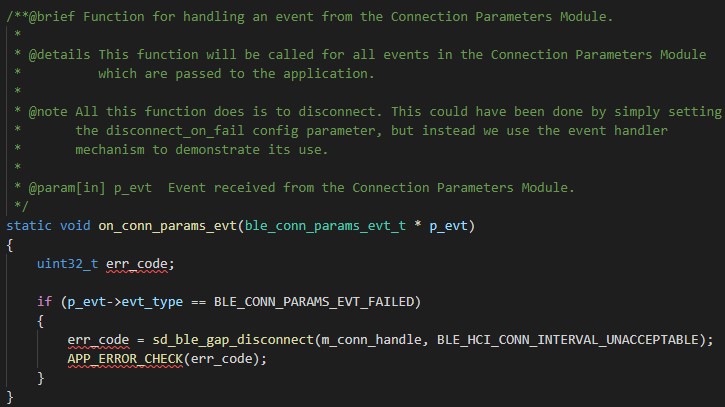 /**@brief Function for handling an event from the Connection Parameters Module.
 *
 * @details This function will be called for all events in the Connection Parameters Module
 *          which are passed to the application.
 *
 * @note All this function does is to disconnect. This could have been done by simply setting
 *       the disconnect_on_fail config parameter, but instead we use the event handler
 *       mechanism to demonstrate its use.
 *
 * @param[in] p_evt  Event received from the Connection Parameters Module.
 */
static void on_conn_params_evt(ble_conn_params_evt_t * p_evt)
{
    uint32_t err_code;

    if (p_evt->evt_type == BLE_CONN_PARAMS_EVT_FAILED)
    {
        err_code = sd_ble_gap_disconnect(m_conn_handle, BLE_HCI_CONN_INTERVAL_UNACCEPTABLE);
        APP_ERROR_CHECK(err_code);
    }
}